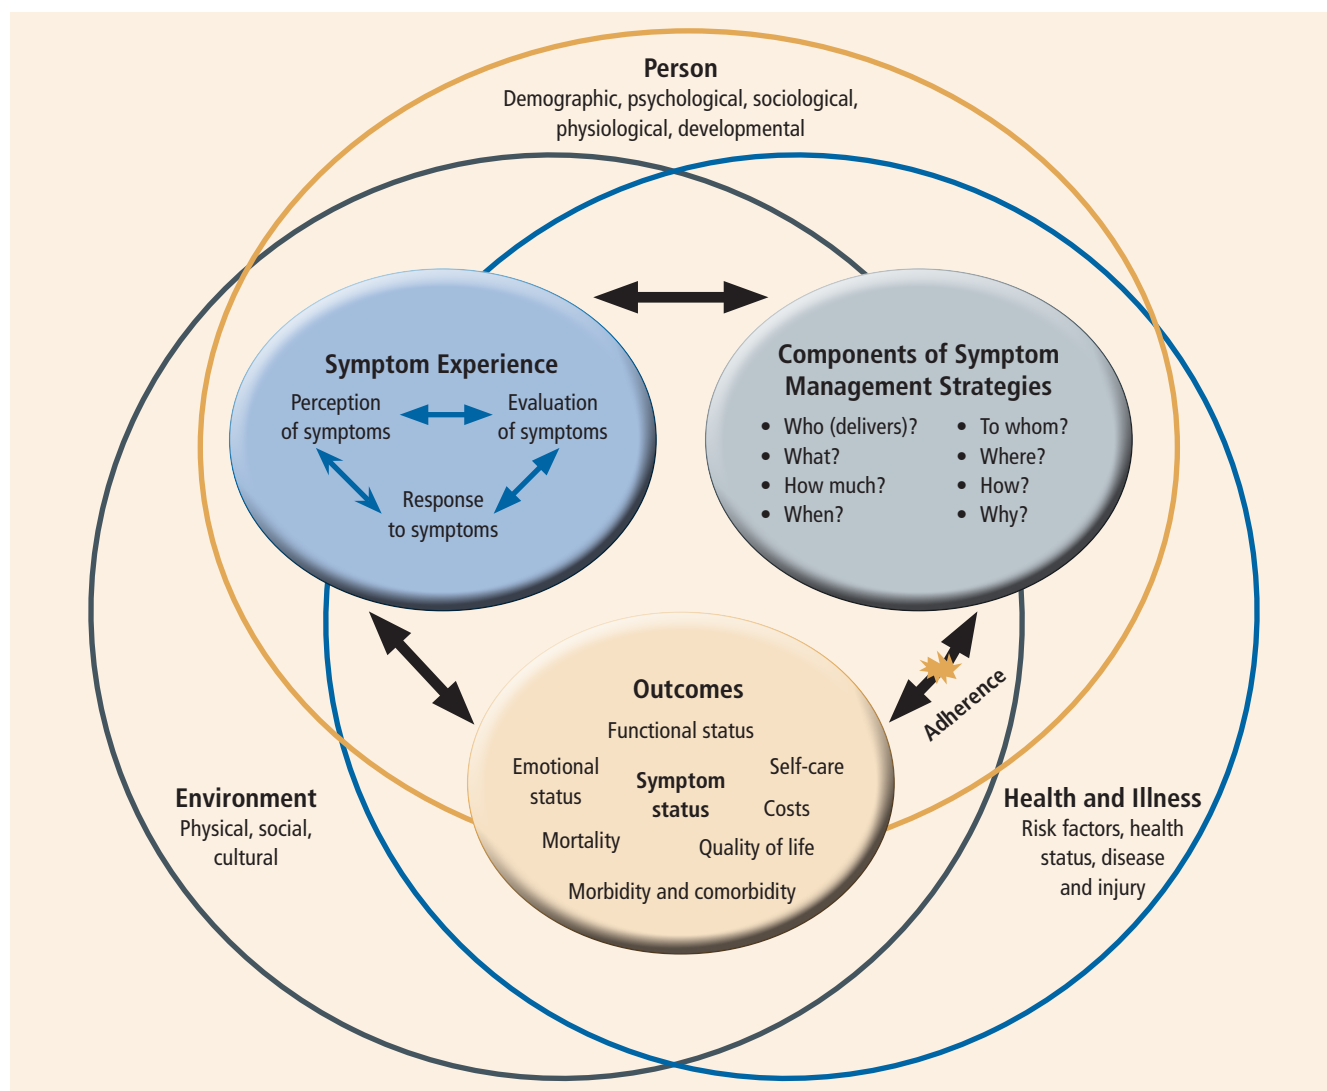 Person
Demographic, psychological, sociological,
physiological, developmental
Symptom Experience
Perception
of symptoms
Evaluation
of symptoms
Response
to symptoms
Components of Symptom
Management Strategies
• Who (delivers)?
• What?
• How much?
• When?
• To whom?
• Where?
• How?
• Why?
Adherence
Outcomes
Functional status
Emotional
status
Symptom
status
Self-care
Costs
Mortality
Quality of life
Morbidity and comorbidity
Environment
Physical, social,
cultural
Health and Illness
Risk factors, health
status, disease
and injury